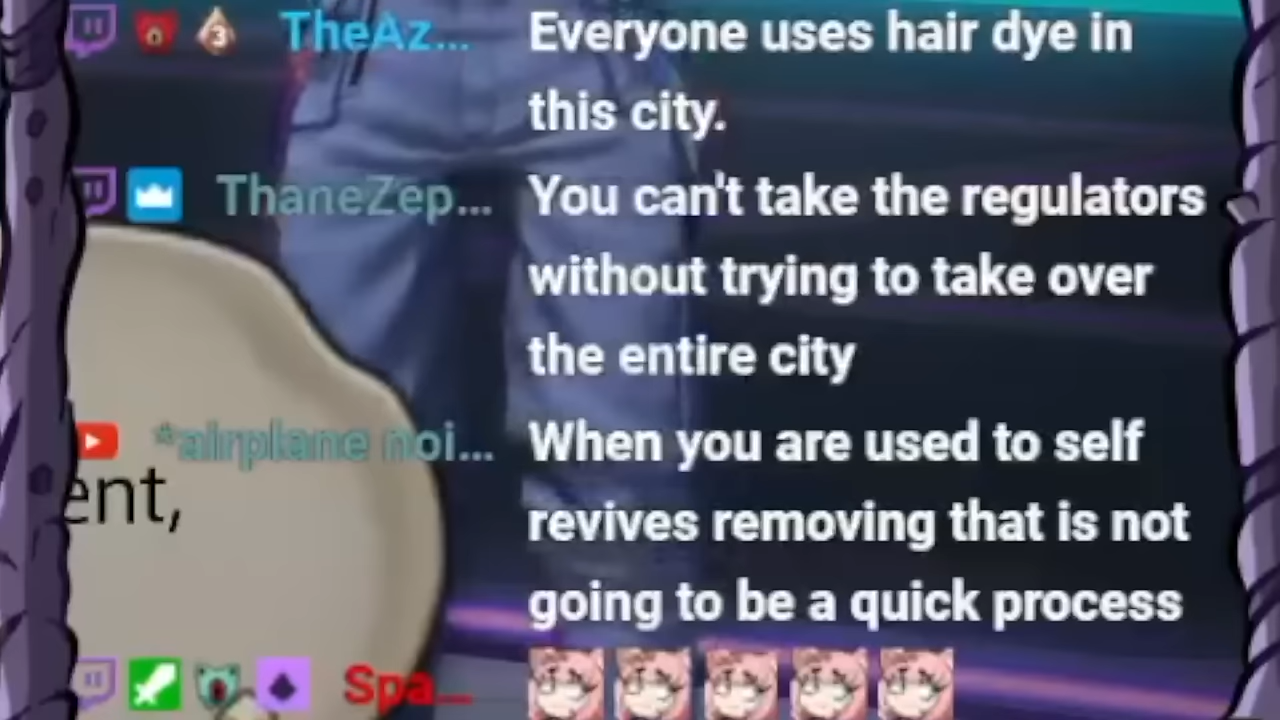 TheAz... Everyone uses hair dye in
this city.
ThaneZep... You can't take the regulators
without trying to take over
the entire city
*airplane noi... When you are used to self
ent,
revives removing that is not
going to be a quick process
Spa...